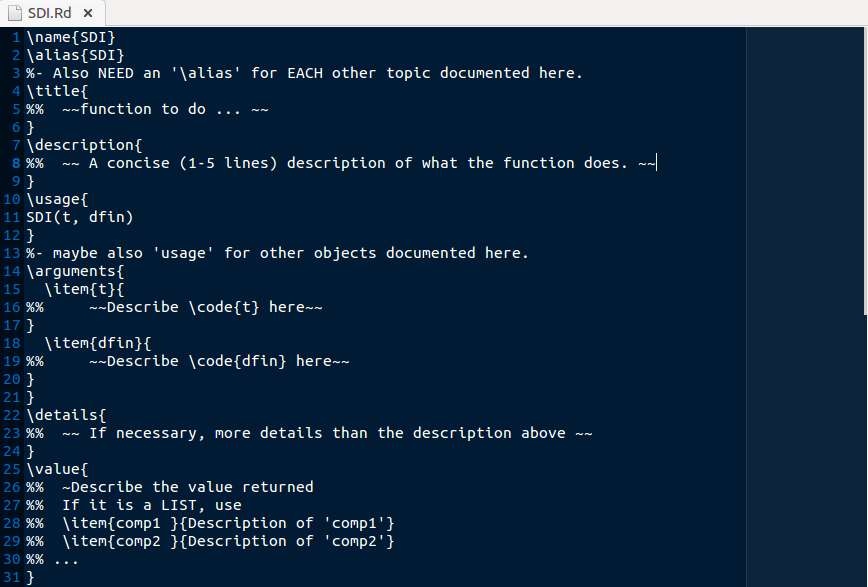 SDI.Rd ×
1 \name{SDI}
2 \alias{SDI}
3 %- Also NEED an '\alias' for EACH other topic documented here.
4 \title{
5 %%  ~~function to do ... ~~
6 }
7 \description{
8 %%  ~~ A concise (1-5 lines) description of what the function does. ~~
9 }
10 \usage{
11 SDI(t, dfin)
12 }
13 %- maybe also 'usage' for other objects documented here.
14 \arguments{
15   \item{t}{
16 %%     ~~Describe \code{t} here~~
17 }
18   \item{dfin}{
19 %%     ~~Describe \code{dfin} here~~
20 }
21 }
22 \details{
23 %%  ~~ If necessary, more details than the description above ~~
24 }
25 \value{
26 %%  ~Describe the value returned
27 %%  If it is a LIST, use
28 %%  \item{comp1 }{Description of 'comp1'}
29 %%  \item{comp2 }{Description of 'comp2'}
30 %% ...
31 }